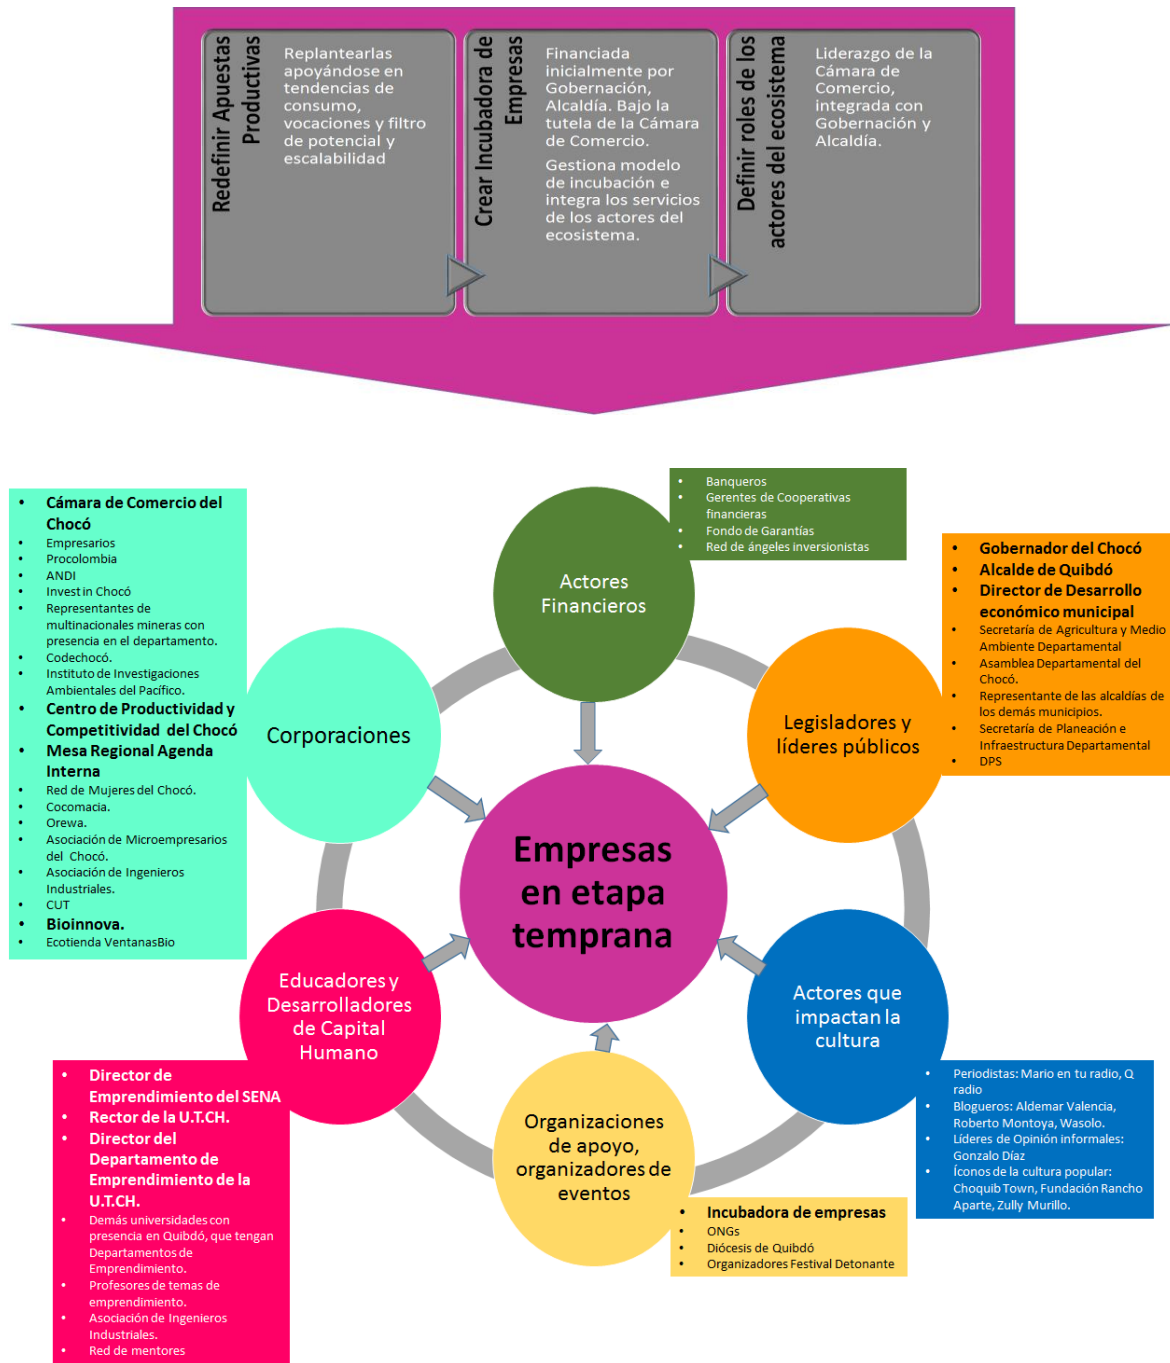 Redefinir Apuestas
Productivas
Replantearlas
apoyándose en
tendencias de
consumo,
vocaciones y filtro
de potencial y
escalabilidad
Crear Incubadora de
Empresas
Financiada
inicialmente por
Gobernación,
Alcaldía. Bajo la
tutela de la Cámara
de Comercio.
Gestiona modelo
de incubación e
integra los servicios
de los actores del
ecosistema.
Definir roles de los
actores del ecosistema
Liderazgo de la
Cámara de
Comercio,
integrada con
Gobernación y
Alcaldía.
• Cámara de Comercio del
Chocó
• Empresarios
• Procolombia
• ANDI
• Invest in Chocó
• Representantes de
multinacionales mineras con
presencia en el departamento.
• Codechocó.
• Instituto de Investigaciones
Ambientales del Pacífico.
• Centro de Productividad y
Competitividad del Chocó
• Mesa Regional Agenda
Interna
• Red de Mujeres del Chocó.
• Cocomacia.
• Orewa.
• Asociación de Microempresarios
del Chocó.
• Asociación de Ingenieros
Industriales.
• CUT
• Bioinnova.
• Ecotienda VentanasBio
Corporaciones
Actores
Financieros
• Banqueros
• Gerentes de Cooperativas
financieras
• Fondo de Garantías
• Red de ángeles inversionistas
Legisladores y
líderes públicos
• Gobernador del Chocó
• Alcalde de Quibdó
• Director de Desarrollo
económico municipal
• Secretaría de Agricultura y Medio
Ambiente Departamental
• Asamblea Departamental del
Chocó.
• Representante de las alcaldías de
los demás municipios.
• Secretaría de Planeación e
Infraestructura Departamental
• DPS
Empresas
en etapa
temprana
Educadores y
Desarrolladores
de Capital
Humano
• Director de
Emprendimiento del SENA
• Rector de la U.T.CH.
• Director del
Departamento de
Emprendimiento de la
U.T.CH.
• Demás universidades con
presencia en Quibdó, que tengan
Departamentos de
Emprendimiento.
• Profesores de temas de
emprendimiento.
• Asociación de Ingenieros
Industriales.
• Red de mentores
Organizaciones
de apoyo,
organizadores de
eventos
• Incubadora de empresas
• ONGs
• Diócesis de Quibdó
• Organizadores Festival Detonante
Actores que
impactan la
cultura
• Periodistas: Mario en tu radio, Q
radio
• Blogueros: Aldemar Valencia,
Roberto Montoya, Wasolo.
• Líderes de Opinión informales:
Gonzalo Díaz
• Íconos de la cultura popular:
Choquib Town, Fundación Rancho
Aparte, Zully Murillo.